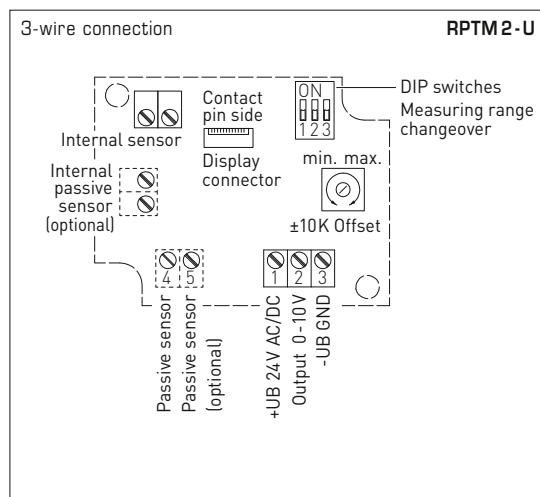 3-wire connection
RPTM 2 - U
ON
1 2 3
DIP switches
Measuring range
changeover
Contact
pin side
Internal sensor
Display
connector
Internal
passive
sensor
(optional)
min. max.
±10K Offset
4 5
1 2 3
Passive sensor
Passive sensor
(optional)
+UB 24V AC/DC
Output 0-10V
-UB GND